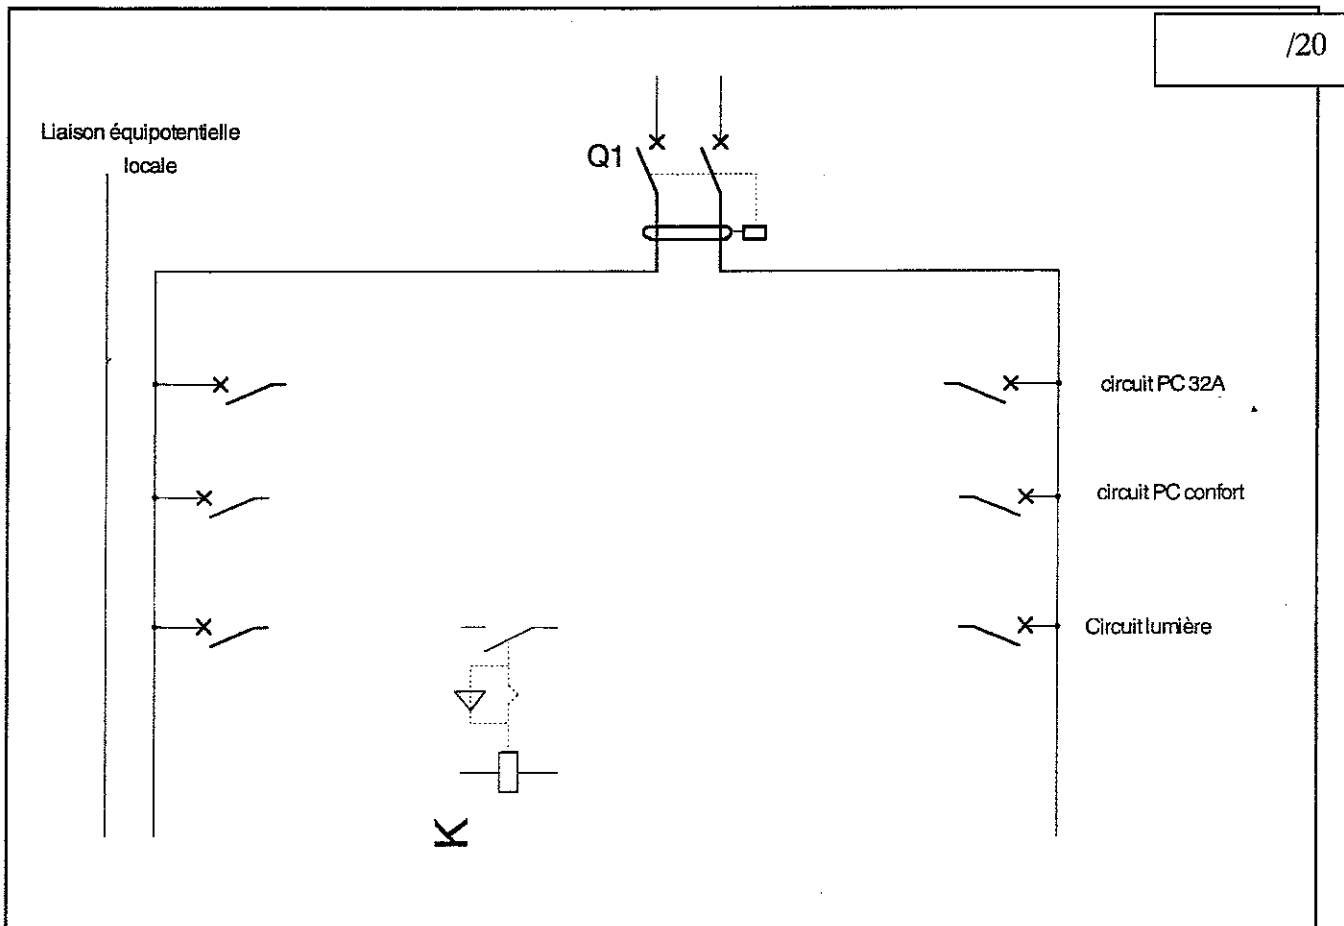 /20
Liaison équipotentielle
locale
Q1
circuit PC 32A
circuit PC confort
Circuit lumière
K